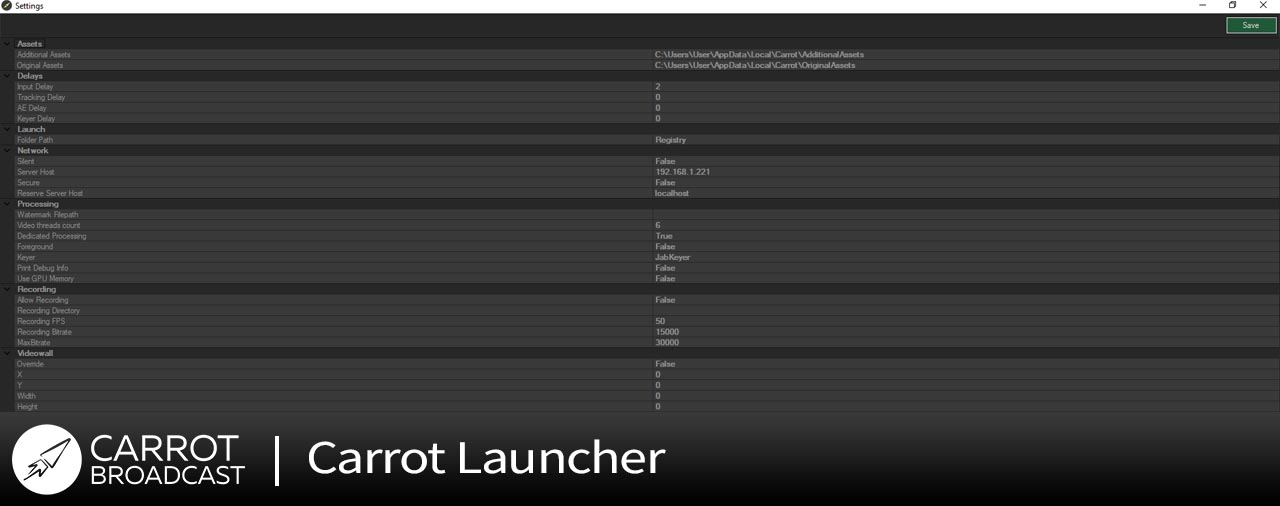 Settings
Save
Assets
Additional Assets C:\Users\User\AppData\Local\Carrot\AdditionalAssets
Original Assets C:\Users\User\AppData\Local\Carrot\OriginalAssets
Delays
Input Delay 2
Tracking Delay 0
AE Delay 0
Keyer Delay 0
Launch
Folder Path Registry
Network
Silent False
Server Host 192.168.1.221
Secure False
Reserve Server Host localhost
Processing
Watermark Filepath
Video threads count 6
Dedicated Processing True
Foreground False
Keyer JabKeyer
Print Debug Info False
Use GPU Memory False
Recording
Allow Recording False
Recording Directory
Recording FPS 50
Recording Bitrate 15000
MaxBitrate 30000
Videowall
Override False
X 0
Y 0
Width 0
Height 0
CARROT
BROADCAST
Carrot Launcher